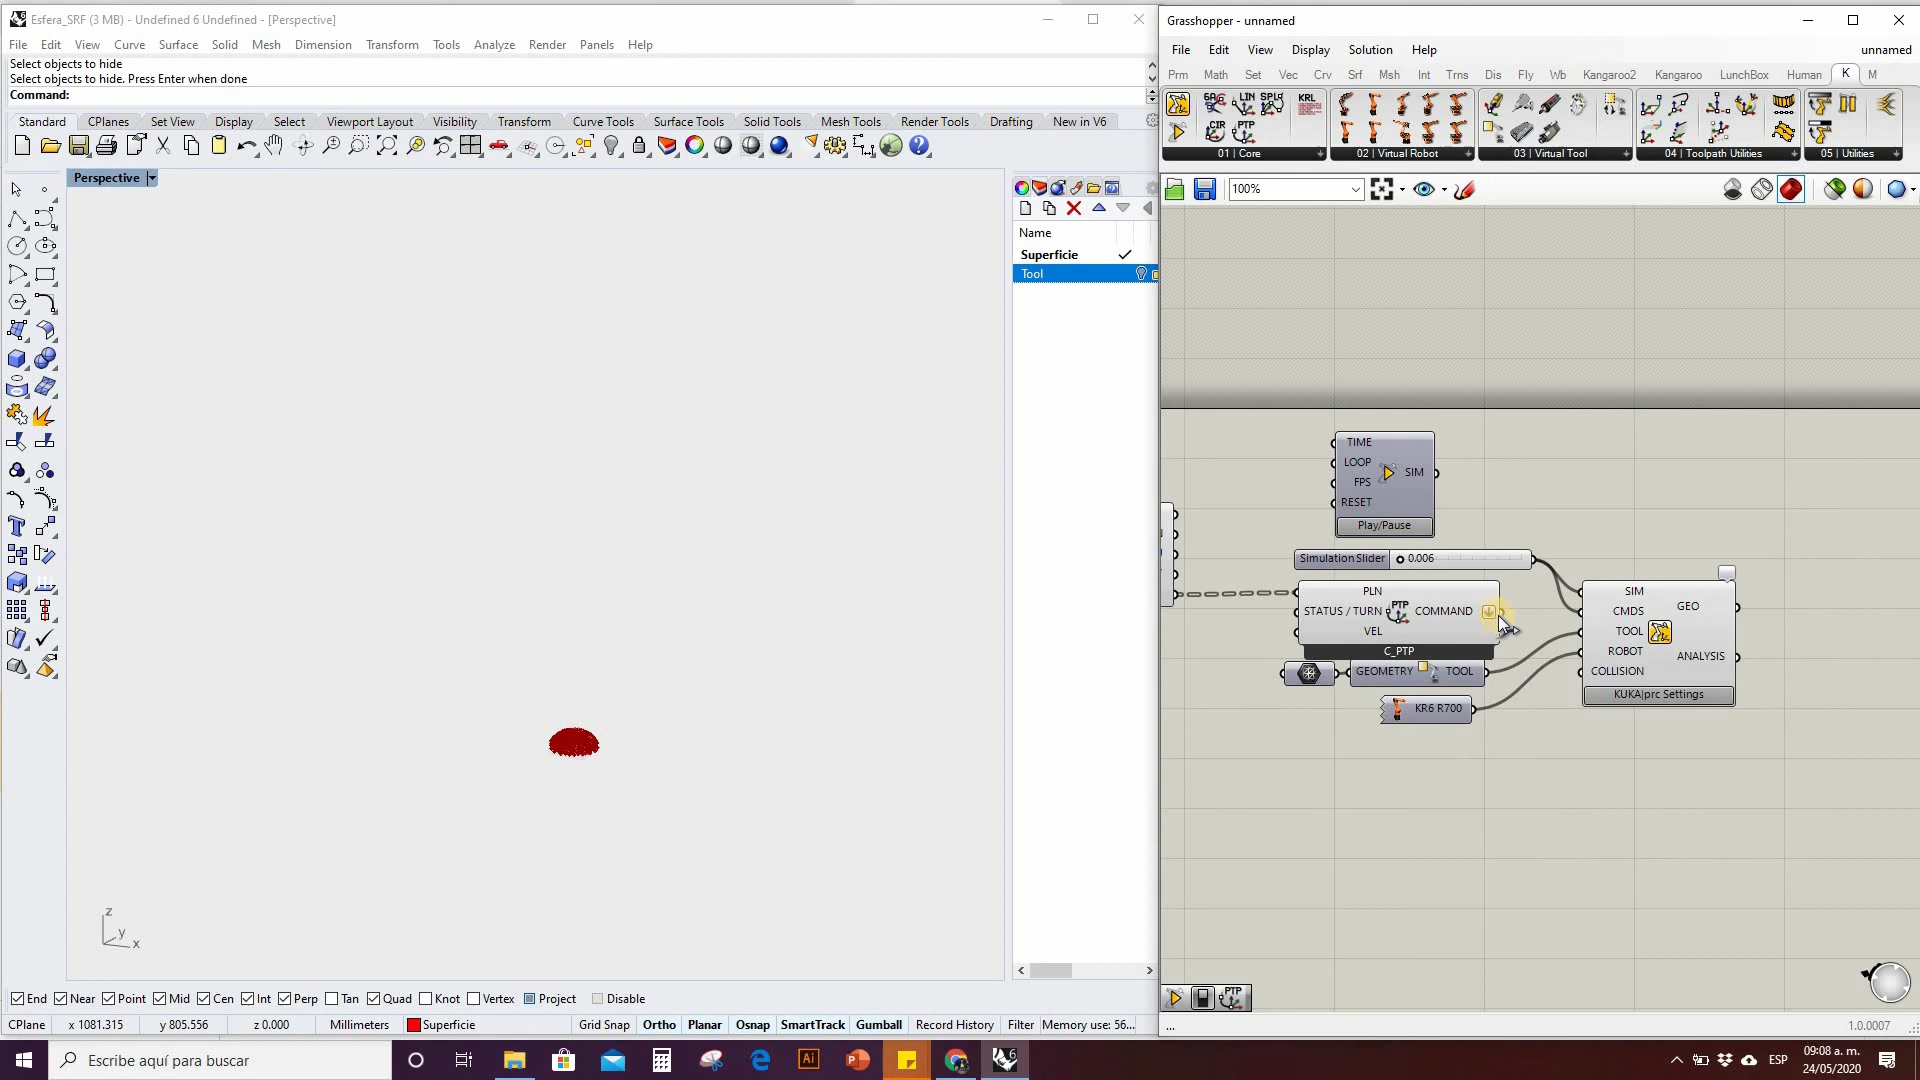 Esfera_SRF (3 MB) - Undefined 6 Undefined - [Perspective]
File Edit View Curve Surface Solid Mesh Dimension Transform Tools Analyze Render Panels Help
Select objects to hide
Select objects to hide. Press Enter when done
Command:
Standard CPlanes Set View Display Select Viewport Layout Visibility Transform Curve Tools Surface Tools Solid Tools Mesh Tools Render Tools Drafting New in V6
Perspective
Name
Superficie
Tool
z
y
x
End Near Point Mid Cen Int Perp Tan Quad Knot Vertex Project Disable
CPlane x 1081.315 y 805.556 z 0.000 Millimeters Superficie Grid Snap Ortho Planar Osnap SmartTrack Gumball Record History Filter Memory use: 56...
Grasshopper - unnamed
File Edit View Display Solution Help unnamed
Prm Math Set Vec Crv Srf Msh Int Trns Dis Fly Wb Kangaroo2 Kangaroo LunchBox Human K M
LIN SPL KRL
CIR PTP
01 | Core 02 | Virtual Robot 03 | Virtual Tool 04 | Toolpath Utilities 05 | Utilities
100%
TIME
LOOP
FPS
RESET
SIM
Play/Pause
Simulation Slider 0.006
PLN
STATUS / TURN
VEL
PTP
COMMAND
C_PTP
GEOMETRY TOOL
KR6 R700
SIM
CMDS
TOOL
ROBOT
COLLISION
GEO
ANALYSIS
KUKA|prc Settings
PTP
... 1.0.0007
Escribe aquí para buscar
Ai
6
ESP
09:08 a. m.
24/05/2020